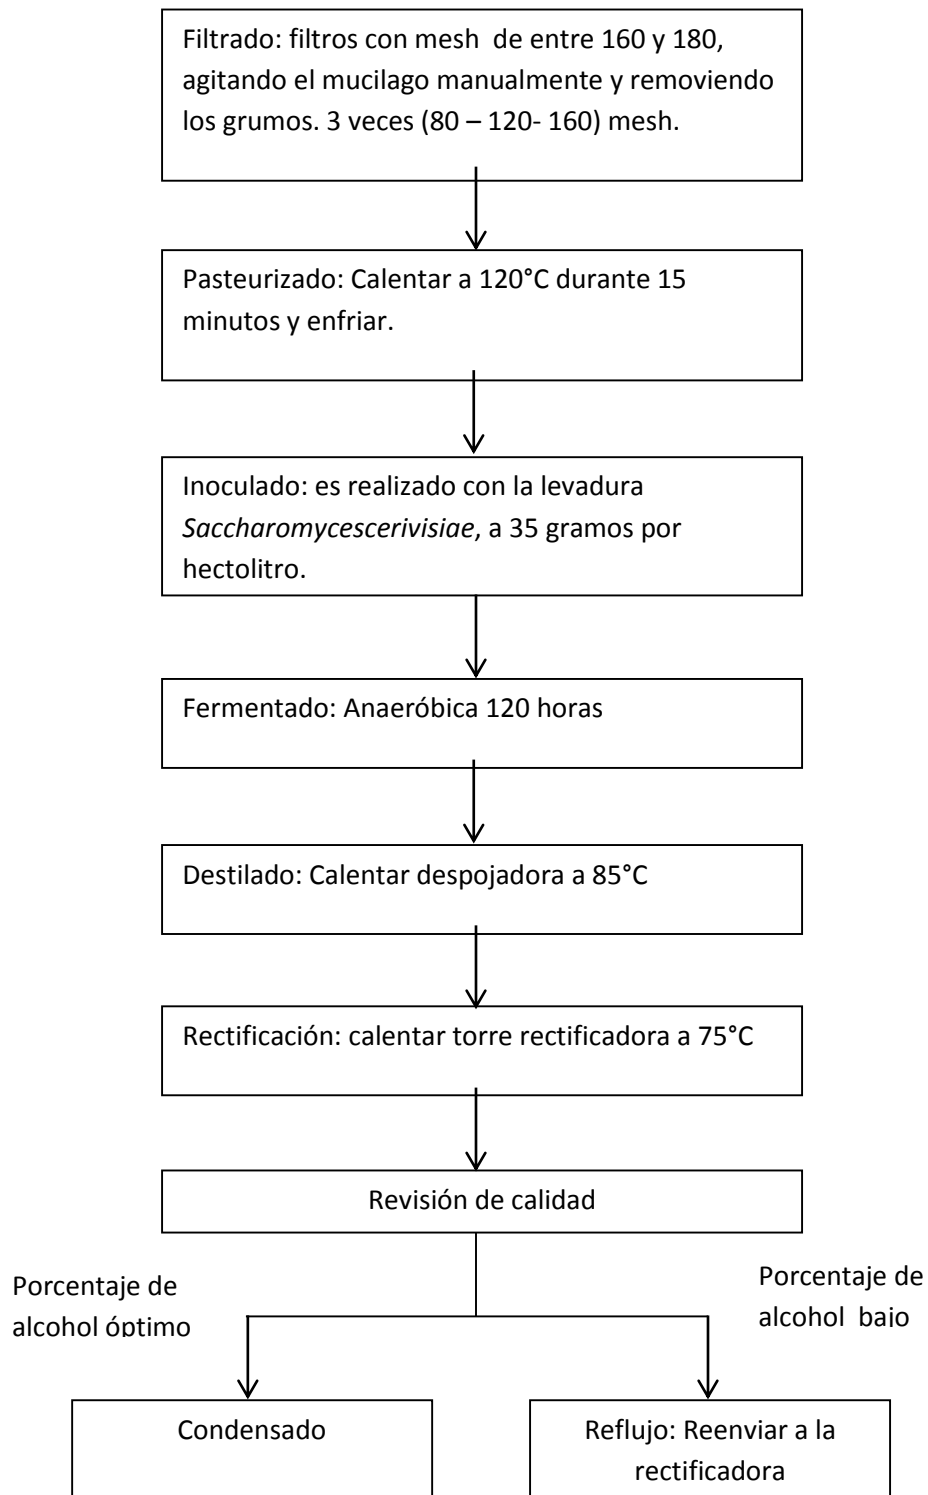 Filtrado: filtros con mesh  de entre 160 y 180,
agitando el mucilago manualmente y removiendo
los grumos. 3 veces (80 – 120- 160) mesh.
Pasteurizado: Calentar a 120°C durante 15
minutos y enfriar.
Inoculado: es realizado con la levadura
Saccharomycescerivisiae, a 35 gramos por
hectolitro.
Fermentado: Anaeróbica 120 horas
Destilado: Calentar despojadora a 85°C
Rectificación: calentar torre rectificadora a 75°C
Revisión de calidad
Porcentaje de
alcohol óptimo
Porcentaje de
alcohol  bajo
Condensado
Reflujo: Reenviar a la
rectificadora